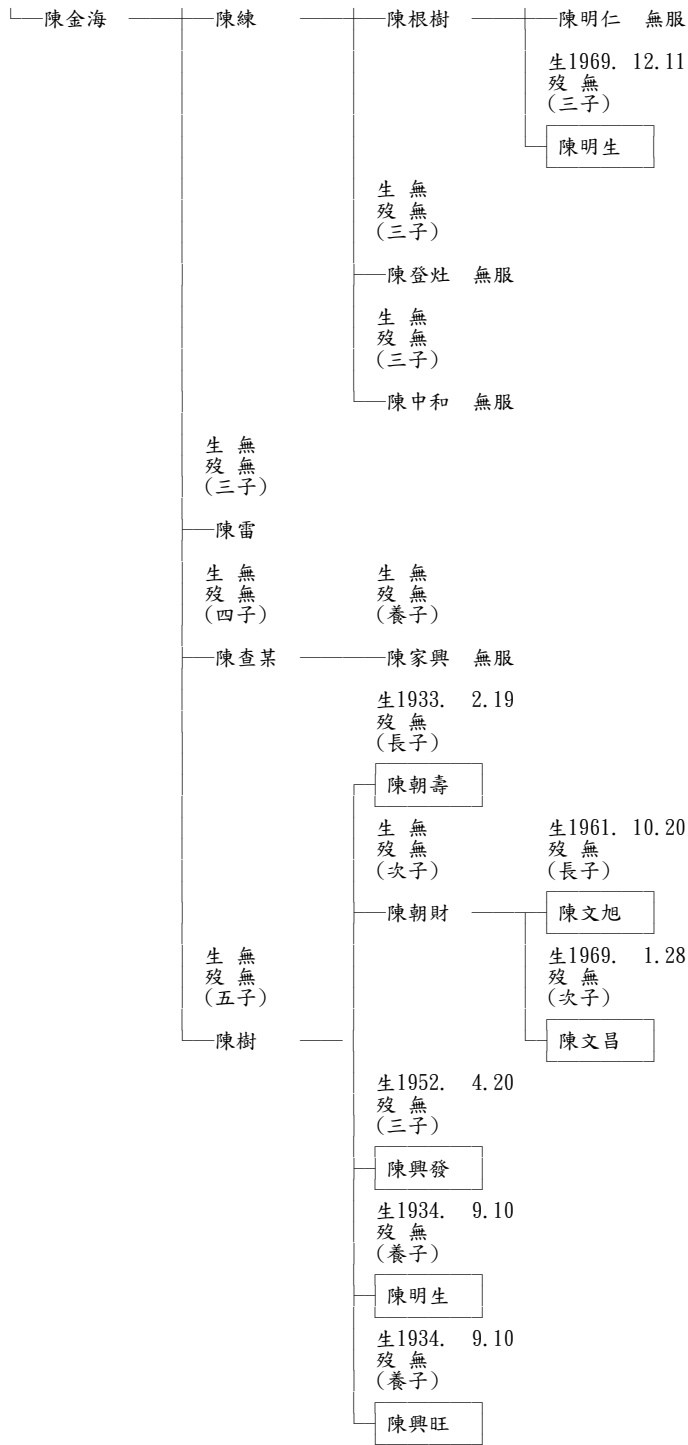 陳金海 陳練 陳根樹 陳明仁 無服
生1969. 12.11
歿 無
(三子)
陳明生
生 無
歿 無
(三子)
陳登灶 無服
生 無
歿 無
(三子)
陳中和 無服
生 無
歿 無
(三子)
陳雷
生 無 生 無
歿 無 歿 無
(四子) (養子)
陳查某 陳家興 無服
生1933. 2.19
歿 無
(長子)
陳朝壽
生 無 生1961. 10.20
歿 無 歿 無
(次子) (長子)
陳朝財 陳文旭
生 無 生1969. 1.28
歿 無 歿 無
(五子) (次子)
陳樹 陳文昌
生1952. 4.20
歿 無
(三子)
陳興發
生1934. 9.10
歿 無
(養子)
陳明生
生1934. 9.10
歿 無
(養子)
陳興旺